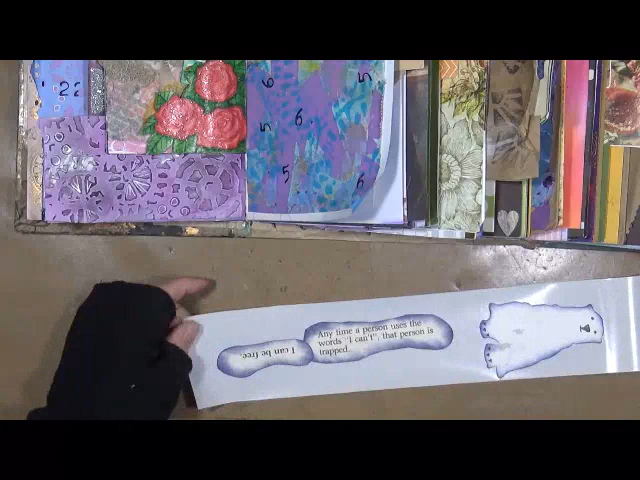 22
6
5
6
5
5
6
I can be free.
Any time a person uses the
words "I can't", that person is
trapped.